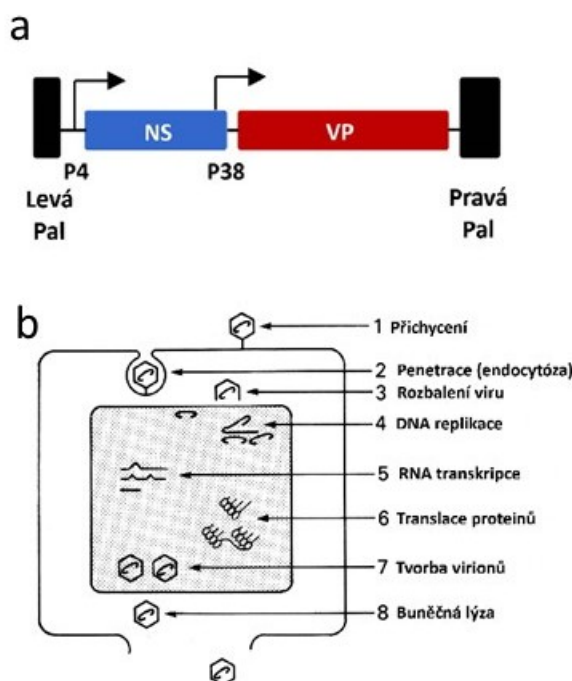 a
NS
VP
P4
P38
Levá
Pal
Pravá
Pal
b
1 Přichycení
2 Penetrace (endocytóza)
3 Rozbalení viru
4 DNA replikace
5 RNA transkripce
6 Translace proteinů
7 Tvorba virionů
8 Buněčná lýza